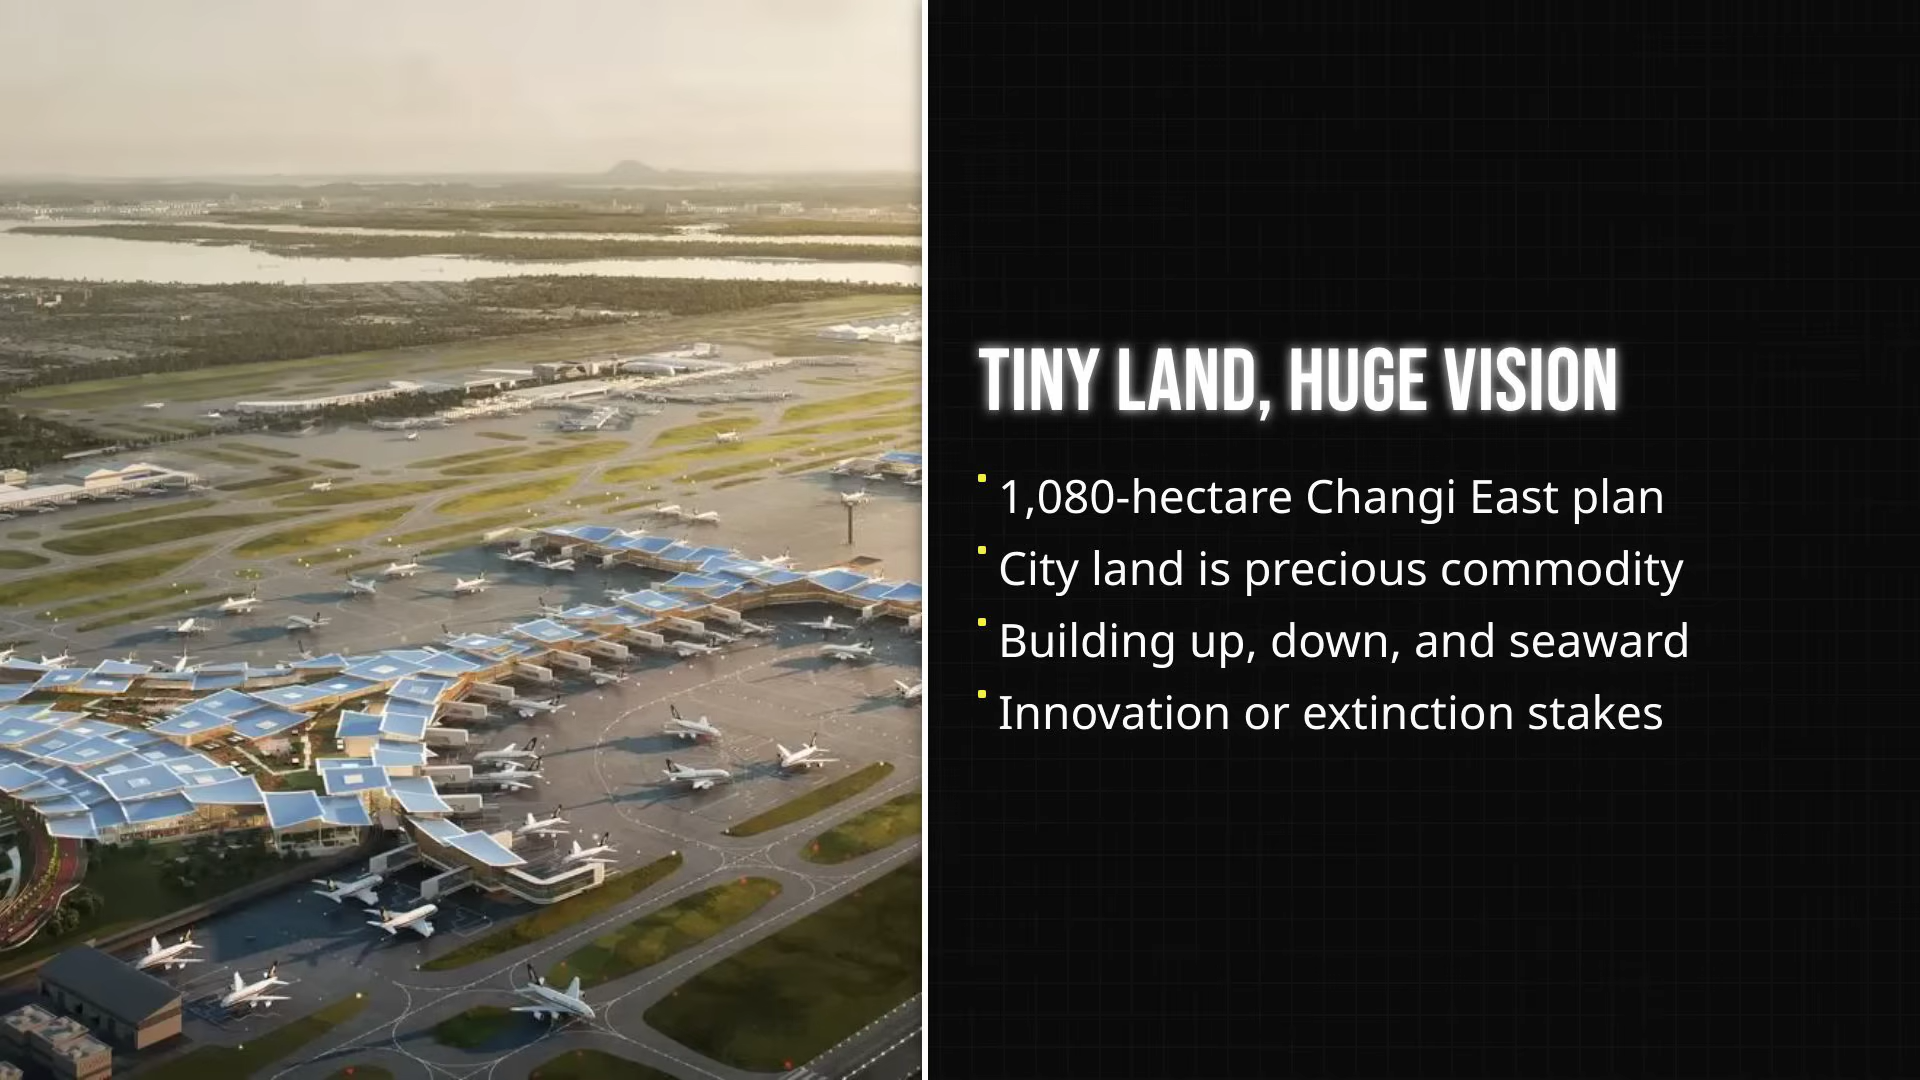 TINY LAND, HUGE VISION
1,080-hectare Changi East plan
City land is precious commodity
Building up, down, and seaward
Innovation or extinction stakes